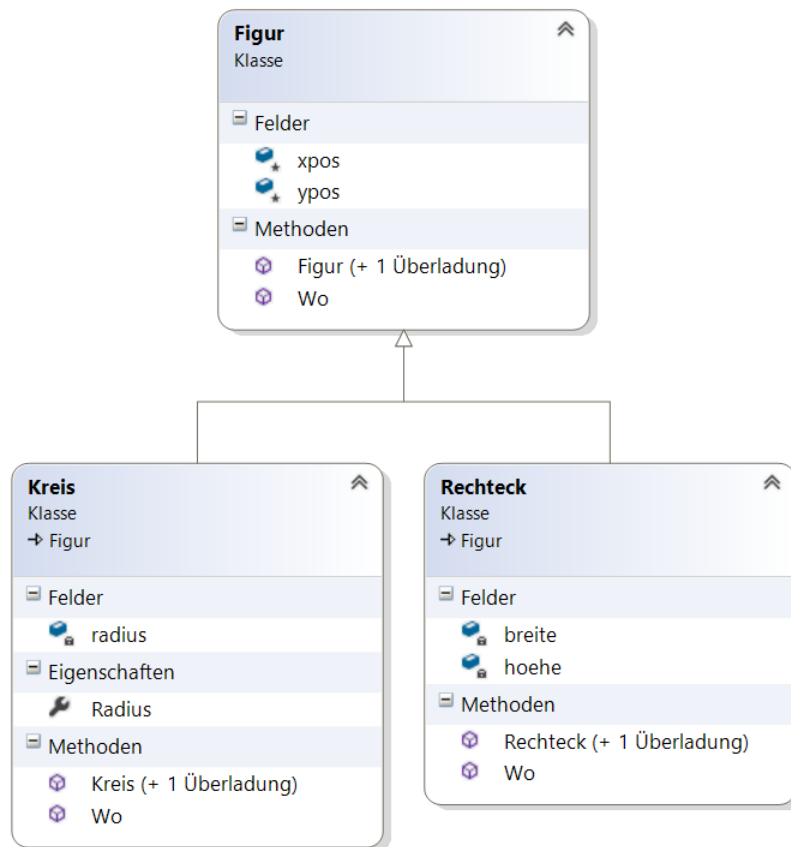 Figur
Klasse
Felder
xpos
ypos
Methoden
Figur (+ 1 Überladung)
Wo
Kreis
Klasse
Figur
Felder
radius
Eigenschaften
Radius
Methoden
Kreis (+ 1 Überladung)
Wo
Rechteck
Klasse
Figur
Felder
breite
hoehe
Methoden
Rechteck (+ 1 Überladung)
Wo